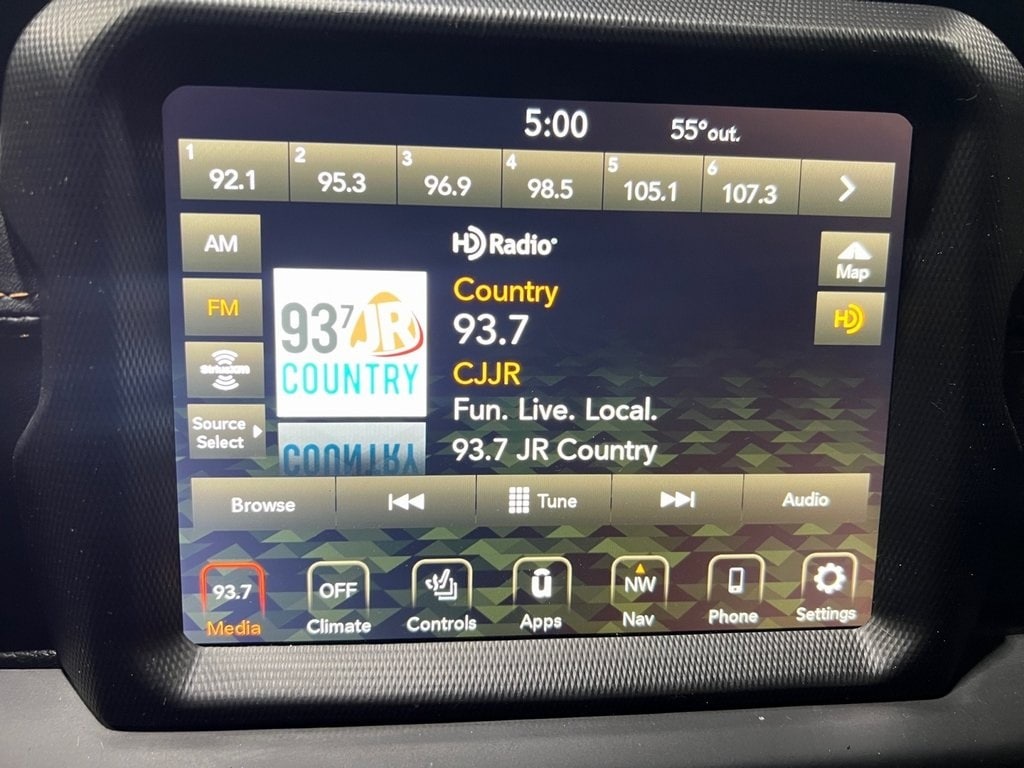 5:00
55° out.
1 92.1
2 95.3
3 96.9
4 98.5
5 105.1
6 107.3
AM
HD Radio
Map
FM
HD
93.7 JR
COUNTRY
Country
93.7
CJJR
Fun. Live. Local.
93.7 JR Country
SiriusXM
Source
Select
COUNTRY
Browse
Tune
Audio
93.7
Media
OFF
Climate
Controls
u
Apps
NW
Nav
Phone
Settings